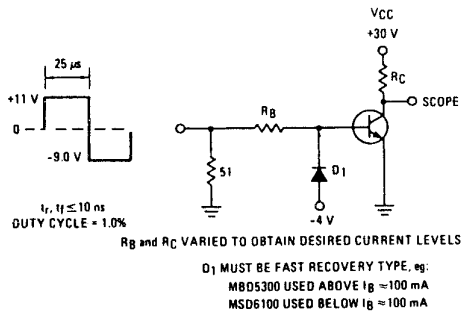 VCC
+30 V
25 μs
RC
+11 V
SCOPE
RB
0
-9.0 V
51
D1
-4 V
tr, tf ≤ 10 ns
DUTY CYCLE = 1.0%
RB and RC VARIED TO OBTAIN DESIRED CURRENT LEVELS
D1 MUST BE FAST RECOVERY TYPE, eg:
MBD5300 USED ABOVE IB ≈ 100 mA
MSD6100 USED BELOW IB ≈ 100 mA